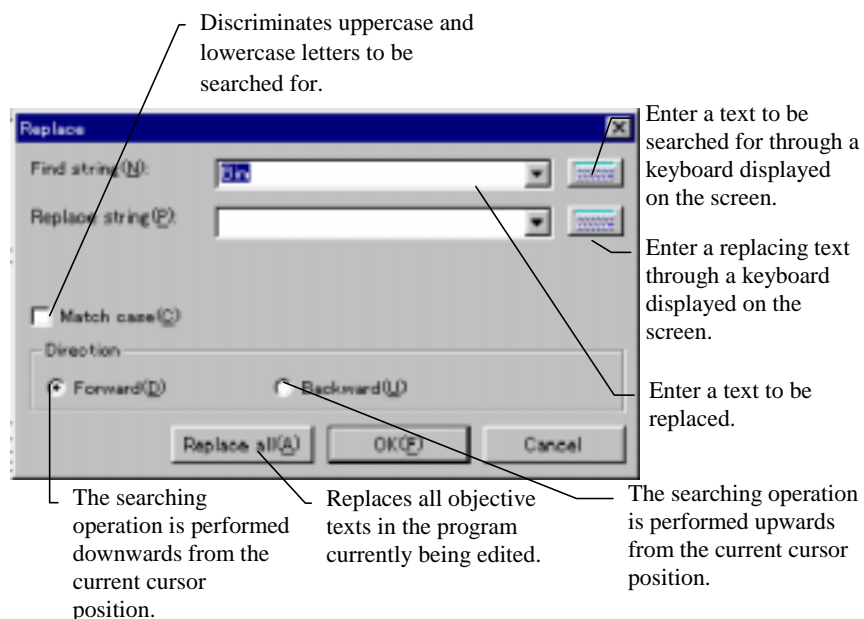 Discriminates uppercase and
lowercase letters to be
searched for.
Replace
Find string(N):
Replace string(P):
Match case(C)
Direction
Forward(D)
Backward(U)
Replace all(A)
OK(F)
Cancel
Enter a text to be
searched for through a
keyboard displayed
on the screen.
Enter a replacing text
through a keyboard
displayed on the
screen.
Enter a text to be
replaced.
The searching
operation is performed
downwards from the
current cursor
position.
Replaces all objective
texts in the program
currently being edited.
The searching operation
is performed upwards
from the current cursor
position.